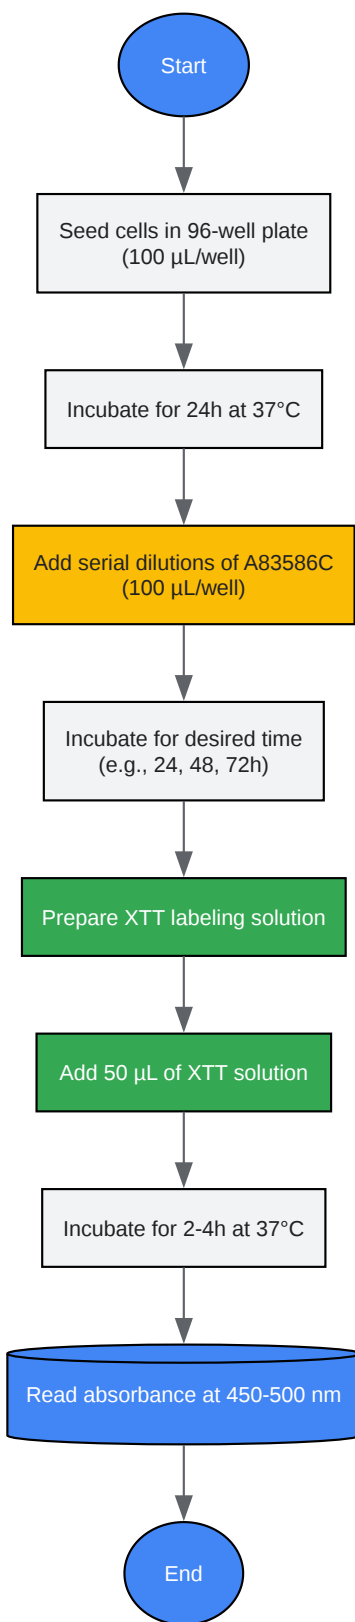 Start
Seed cells in 96-well plate
(100 µL/well)
Incubate for 24h at 37°C
Add serial dilutions of A83586C
(100 µL/well)
Incubate for desired time
(e.g., 24, 48, 72h)
Prepare XTT labeling solution
Add 50 µL of XTT solution
Incubate for 2-4h at 37°C
Read absorbance at 450-500 nm
End